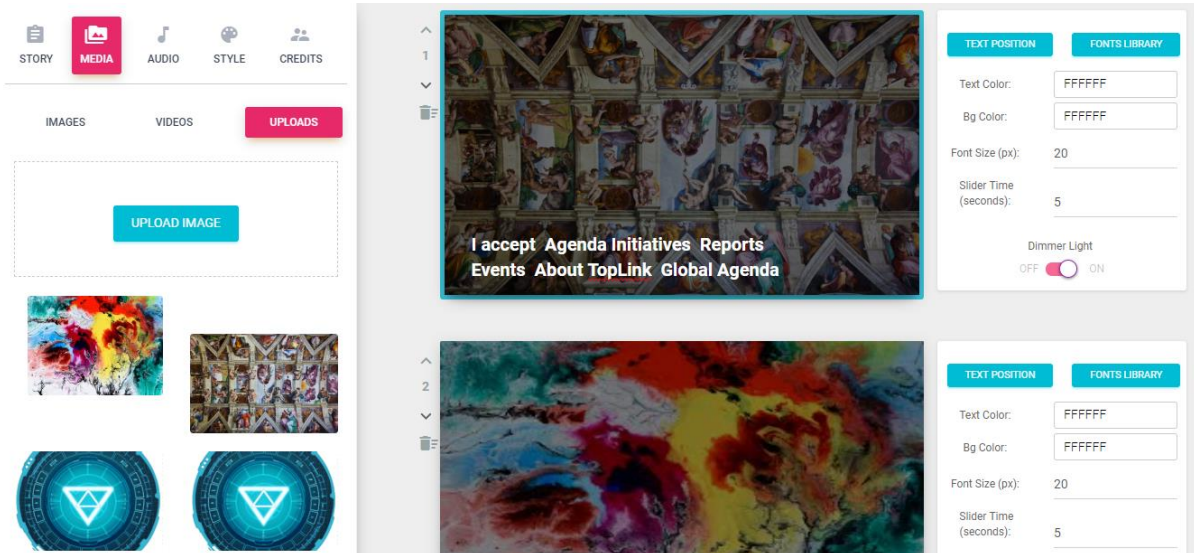 STORY MEDIA AUDIO STYLE CREDITS
IMAGES VIDEOS UPLOADS
UPLOAD IMAGE
1
I accept Agenda Initiatives Reports
Events About TopLink Global Agenda
TEXT POSITION FONTS LIBRARY
Text Color: FFFFFF
Bg Color: FFFFFF
Font Size (px): 20
Slider Time
(seconds): 5
Dimmer Light
OFF ON
2
TEXT POSITION FONTS LIBRARY
Text Color: FFFFFF
Bg Color: FFFFFF
Font Size (px): 20
Slider Time
(seconds): 5